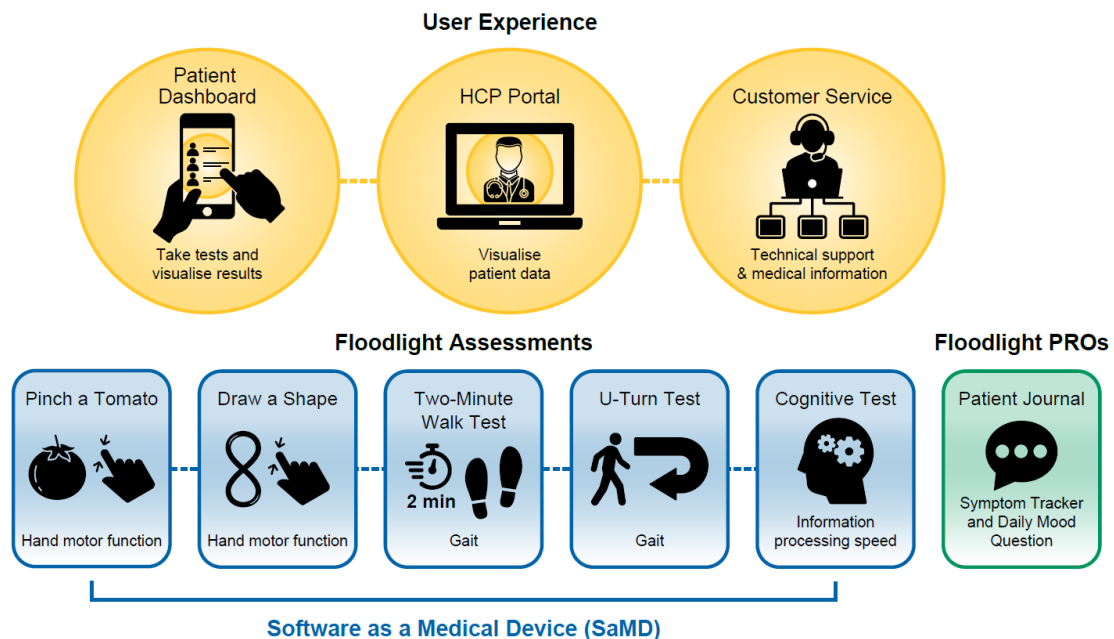 User Experience
Patient
Dashboard
Take tests and
visualise results
HCP Portal
Visualise
patient data
Customer Service
Technical support
& medical information
Floodlight Assessments
Floodlight PROs
Pinch a Tomato
Hand motor function
Draw a Shape
Hand motor function
Two-Minute
Walk Test
2 min
Gait
U-Turn Test
Gait
Cognitive Test
Information
processing speed
Patient Journal
Symptom Tracker
and Daily Mood
Question
Software as a Medical Device (SaMD)